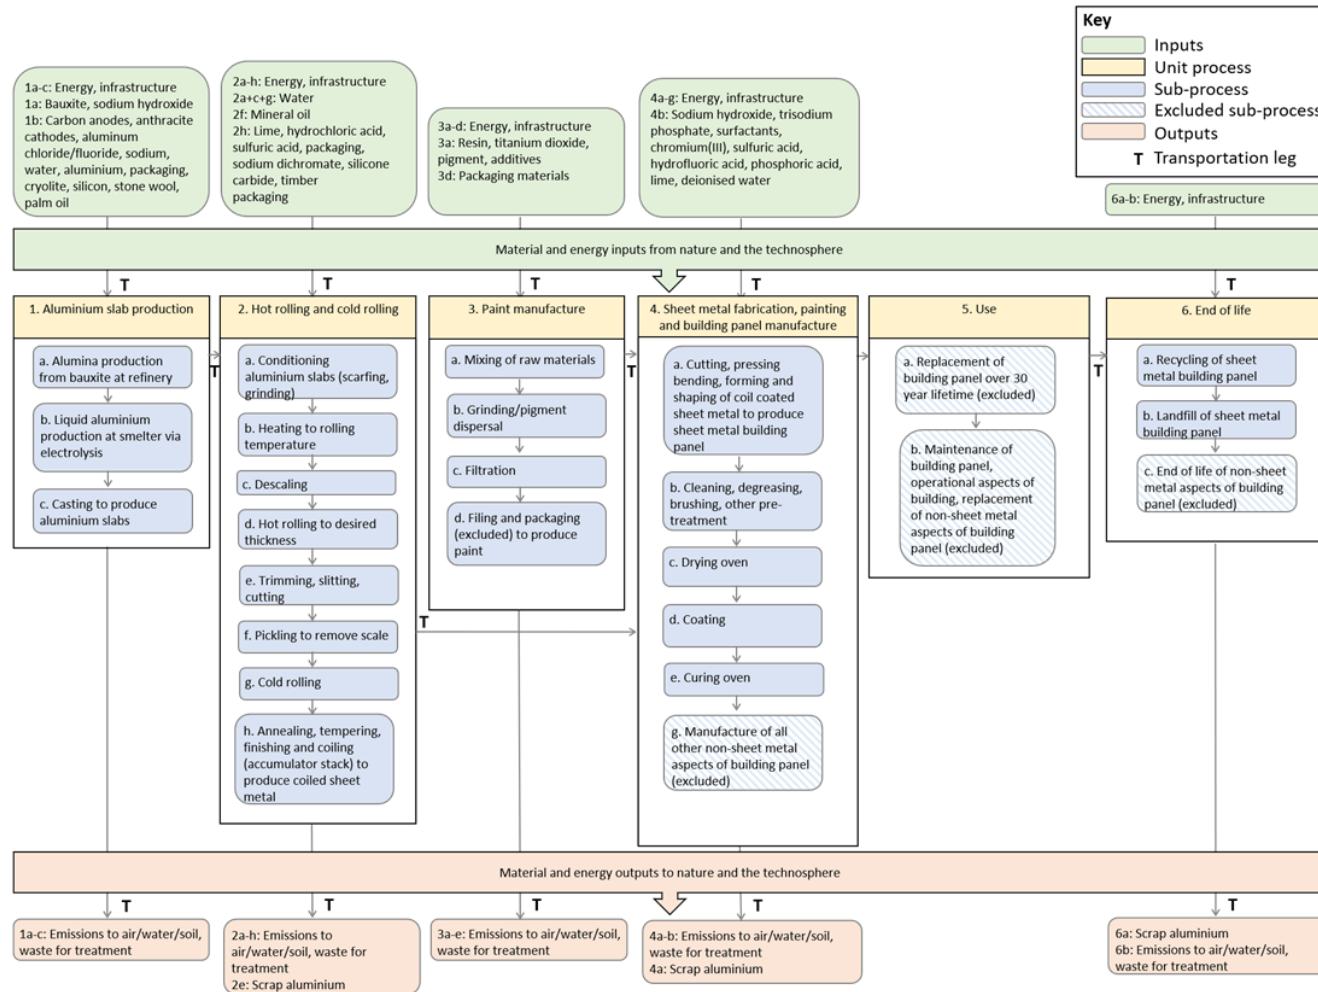 Key
Inputs
Unit process
Sub-process
Excluded sub-process
Outputs
T Transportation leg
1a-c: Energy, infrastructure
1a: Bauxite, sodium hydroxide
1b: Carbon anodes, anthracite
cathodes, aluminum
chloride/fluoride, sodium,
water, aluminium, packaging,
cryolite, silicon, stone wool,
palm oil
2a-h: Energy, infrastructure
2a+c+g: Water
2f: Mineral oil
2h: Lime, hydrochloric acid,
sulfuric acid, packaging,
sodium dichromate, silicone
carbide, timber
packaging
3a-d: Energy, infrastructure
3a: Resin, titanium dioxide,
pigment, additives
3d: Packaging materials
4a-g: Energy, infrastructure
4b: Sodium hydroxide, trisodium
phosphate, surfactants,
chromium(III), sulfuric acid,
hydrofluoric acid, phosphoric acid,
lime, deionised water
6a-b: Energy, infrastructure
Material and energy inputs from nature and the technosphere
T
T
T
T
T
1. Aluminium slab production
a. Alumina production
from bauxite at refinery
b. Liquid aluminium
production at smelter via
electrolysis
c. Casting to produce
aluminium slabs
T
2. Hot rolling and cold rolling
a. Conditioning
aluminium slabs (scarfing,
grinding)
b. Heating to rolling
temperature
c. Descaling
d. Hot rolling to desired
thickness
e. Trimming, slitting,
cutting
f. Pickling to remove scale
g. Cold rolling
h. Annealing, tempering,
finishing and coiling
(accumulator stack) to
produce coiled sheet
metal
T
3. Paint manufacture
a. Mixing of raw materials
b. Grinding/pigment
dispersal
c. Filtration
d. Filing and packaging
(excluded) to produce
paint
T
4. Sheet metal fabrication, painting
and building panel manufacture
a. Cutting, pressing
bending, forming and
shaping of coil coated
sheet metal to produce
sheet metal building
panel
b. Cleaning, degreasing,
brushing, other pre-
treatment
c. Drying oven
d. Coating
e. Curing oven
g. Manufacture of all
other non-sheet metal
aspects of building panel
(excluded)
5. Use
a. Replacement of
building panel over 30
year lifetime (excluded)
b. Maintenance of
building panel,
operational aspects of
building, replacement
of non-sheet metal
aspects of building
panel (excluded)
T
6. End of life
a. Recycling of sheet
metal building panel
b. Landfill of sheet metal
building panel
c. End of life of non-sheet
metal aspects of building
panel (excluded)
Material and energy outputs to nature and the technosphere
T
T
T
T
T
1a-c: Emissions to air/water/soil,
waste for treatment
2a-h: Emissions to
air/water/soil, waste for
treatment
2e: Scrap aluminium
3a-e: Emissions to air/water/soil,
waste for treatment
4a-b: Emissions to air/water/soil,
waste for treatment
4a: Scrap aluminium
6a: Scrap aluminium
6b: Emissions to air/water/soil,
waste for treatment